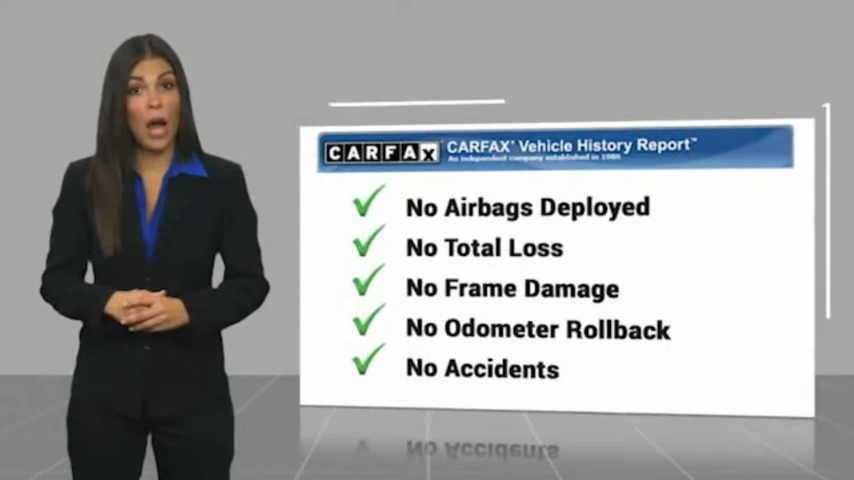 CARFAX CARFAX® Vehicle History Report™
An independent company established in 1986
No Airbags Deployed
No Total Loss
No Frame Damage
No Odometer Rollback
No Accidents